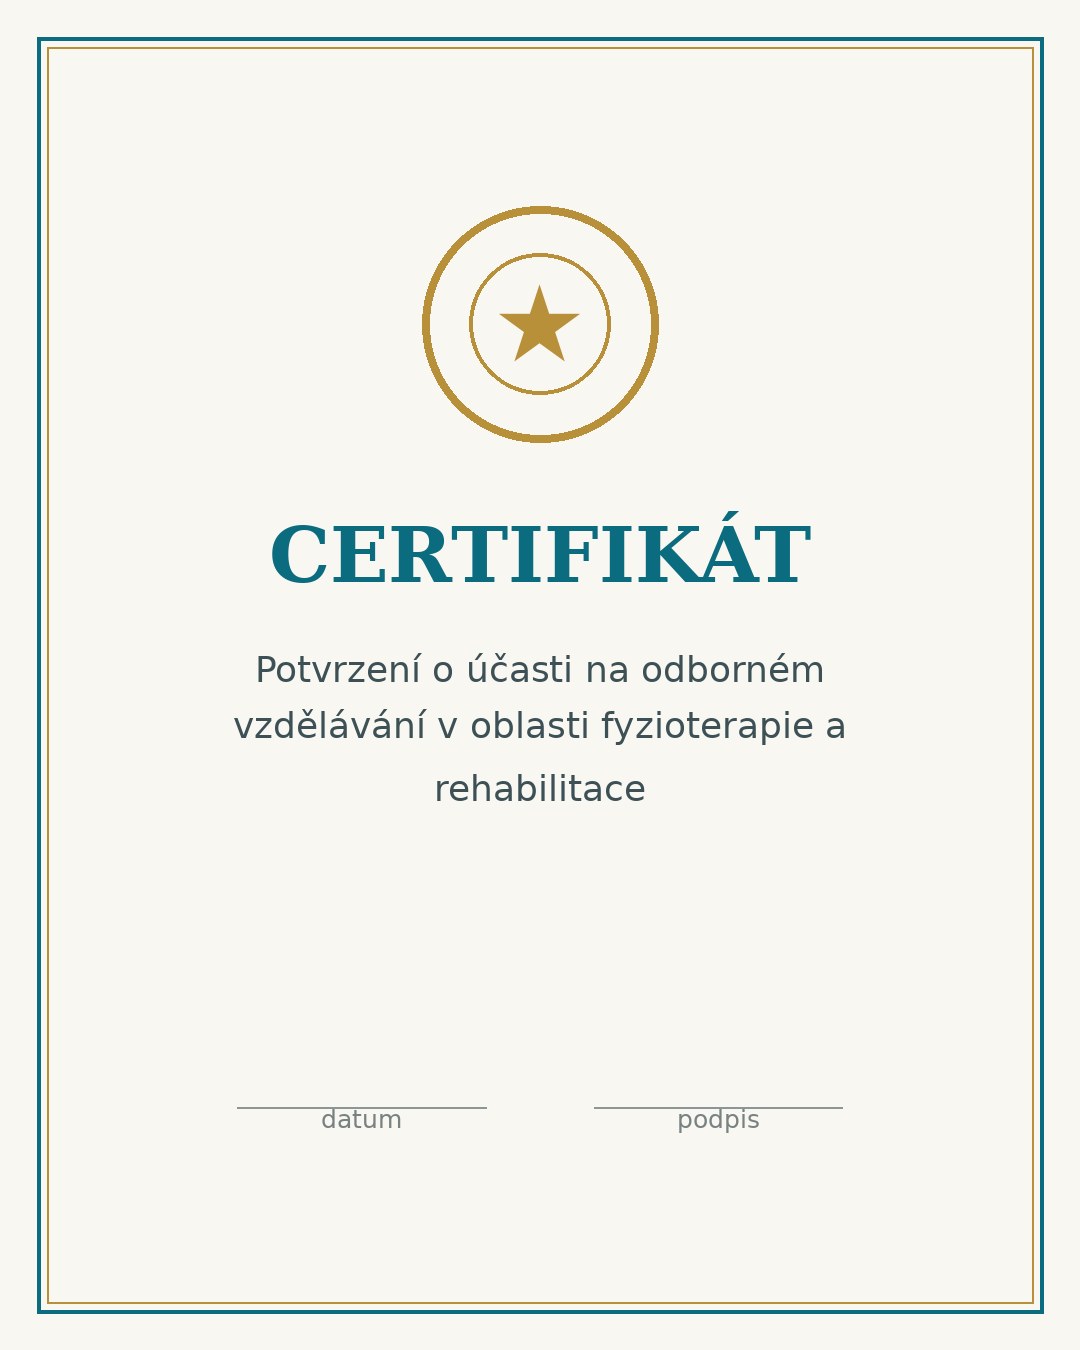 CERTIFIKÁT
Potvrzení o účasti na odborném
vzdělávání v oblasti fyzioterapie a
rehabilitace
datum
podpis